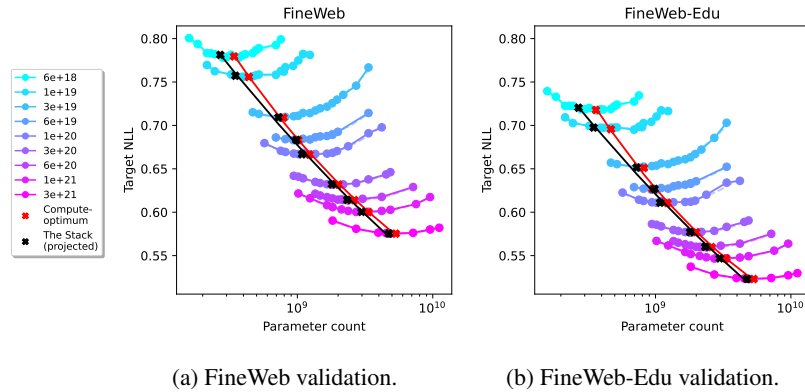 FineWeb
FineWeb-Edu
0.80
0.75
0.70
0.65
0.60
0.55
Target NLL
10⁹
10¹⁰
Parameter count
0.80
0.75
0.70
0.65
0.60
0.55
Target NLL
10⁹
10¹⁰
Parameter count
6e+18
1e+19
3e+19
6e+19
1e+20
3e+20
6e+20
1e+21
3e+21
Compute-
optimum
The Stack
(projected)
(a) FineWeb validation.
(b) FineWeb-Edu validation.